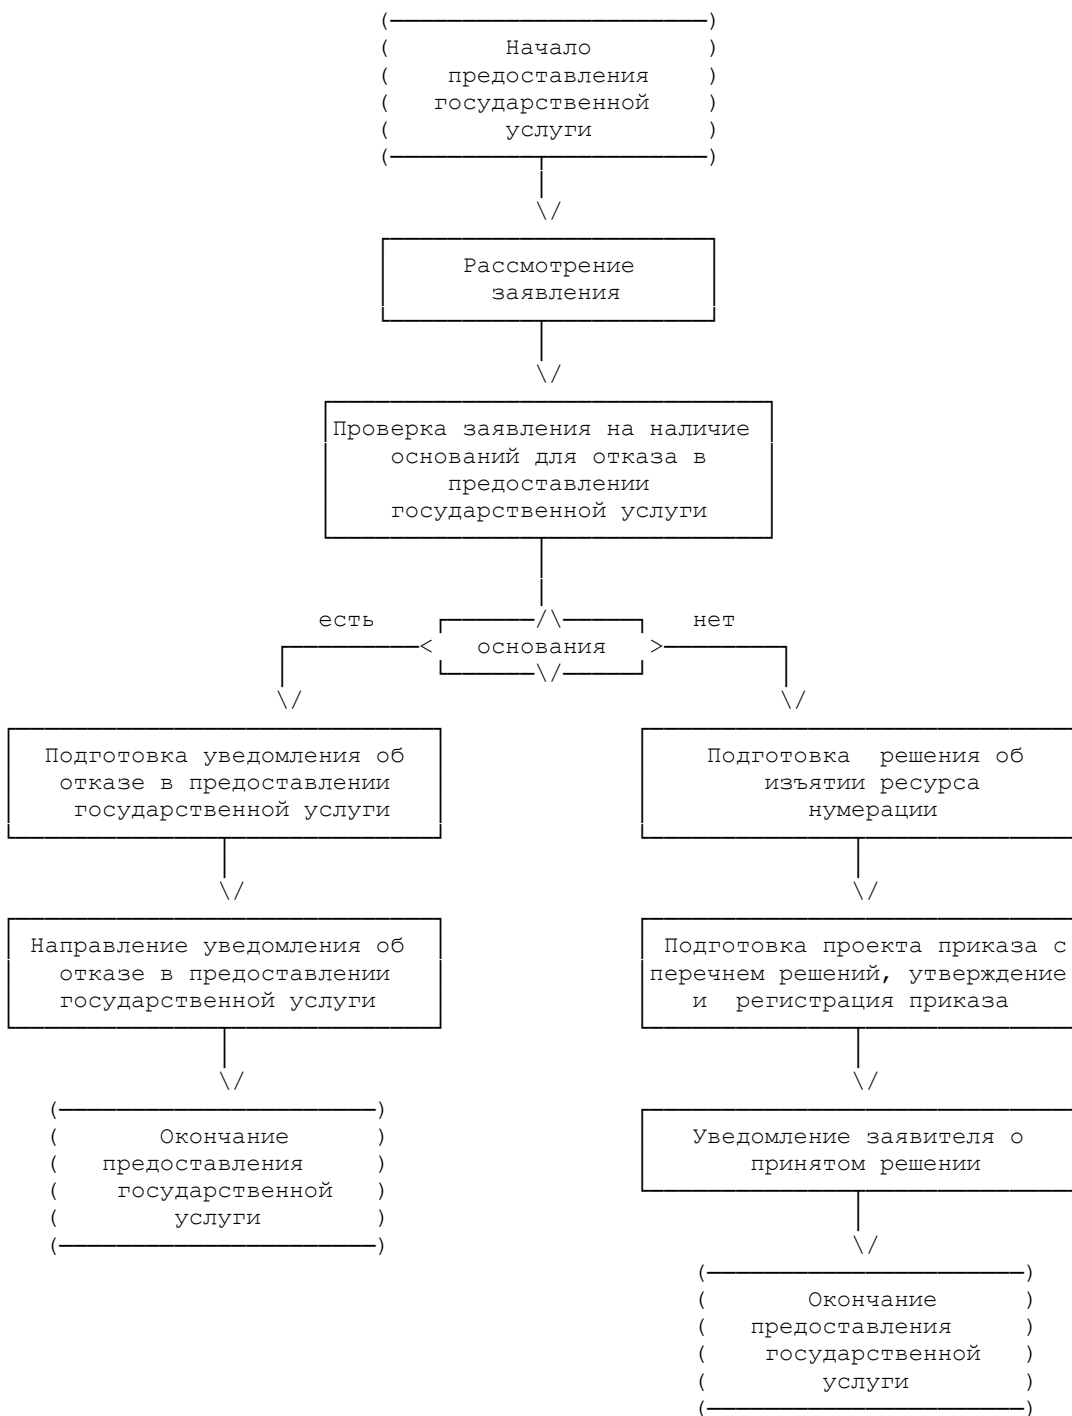 Начало
предоставления
государственной
услуги
Рассмотрение
заявления
Проверка заявления на наличие
оснований для отказа в
предоставлении
государственной услуги
есть
нет
основания
Подготовка уведомления об
отказе в предоставлении
государственной услуги
Подготовка решения об
изъятии ресурса
нумерации
Направление уведомления об
отказе в предоставлении
государственной услуги
Подготовка проекта приказа с
перечнем решений, утверждение
и регистрация приказа
Окончание
предоставления
государственной
услуги
Уведомление заявителя о
принятом решении
Окончание
предоставления
государственной
услуги